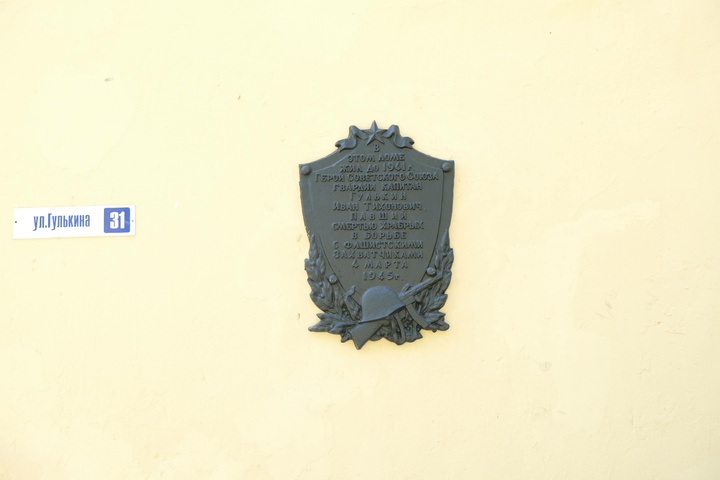 ул.Гулькина 31
В
ЭТОМ ДОМЕ
ЖИЛ ДО 1941 г.
ГЕРОЙ СОВЕТСКОГО СОЮЗА
ГВАРДИИ КАПИТАН
ГУЛЬКИН
ИВАН ТИХОНОВИЧ
ПАВШИЙ
СМЕРТЬЮ ХРАБРЫХ
В БОРЬБЕ
С ФАШИСТСКИМИ
ЗАХВАТЧИКАМИ
4 МАРТА
1945 г.